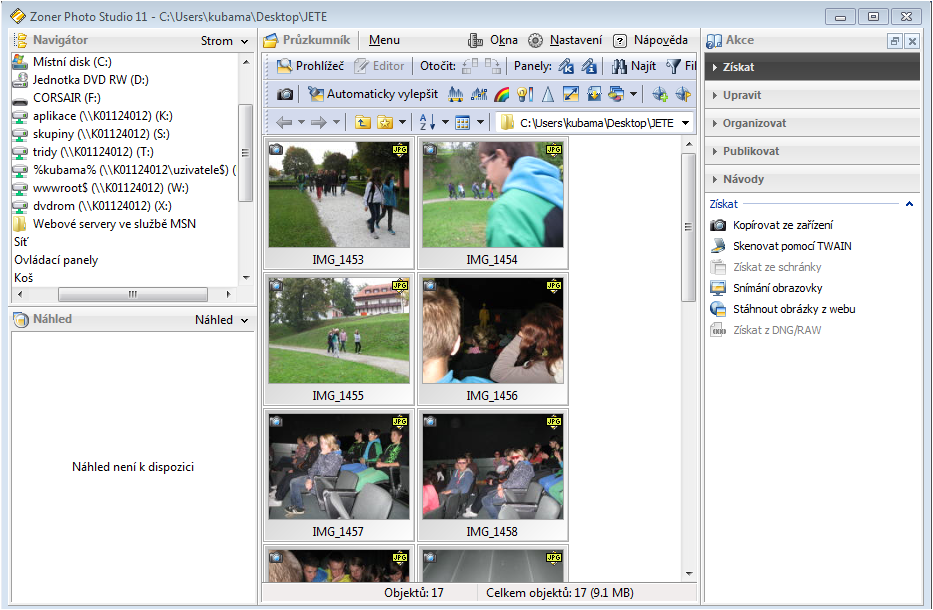 Zoner Photo Studio 11 - C:\Users\kubama\Desktop\JETE
Navigátor
Strom
Místní disk (C:)
Jednotka DVD RW (D:)
CORSAIR (F:)
aplikace (\\K01124012) (K:)
skupiny (\\K01124012) (S:)
tridy (\\K01124012) (T:)
%kubama% (\\K01124012\uzivatele$) (
wwwroot$ (\\K01124012) (W:)
dvdrom (\\K01124012) (X:)
Webové servery ve službě MSN
Síť
Ovládací panely
Koš
Náhled
Náhled
Náhled není k dispozici
Průzkumník
Menu
Okna
Nastavení
Nápověda
Prohlížeč
Editor
Otočit:
Panely:
Najít
Fil
Automaticky vylepšit
C:\Users\kubama\Desktop\JETE
JPG
JPG
IMG_1453
IMG_1454
JPG
JPG
IMG_1455
IMG_1456
JPG
JPG
IMG_1457
IMG_1458
JPG
JPG
Objektů: 17
Celkem objektů: 17 (9.1 MB)
Akce
Získat
Upravit
Organizovat
Publikovat
Návody
Získat
Kopírovat ze zařízení
Skenovat pomocí TWAIN
Získat ze schránky
Snímání obrazovky
Stáhnout obrázky z webu
Získat z DNG/RAW